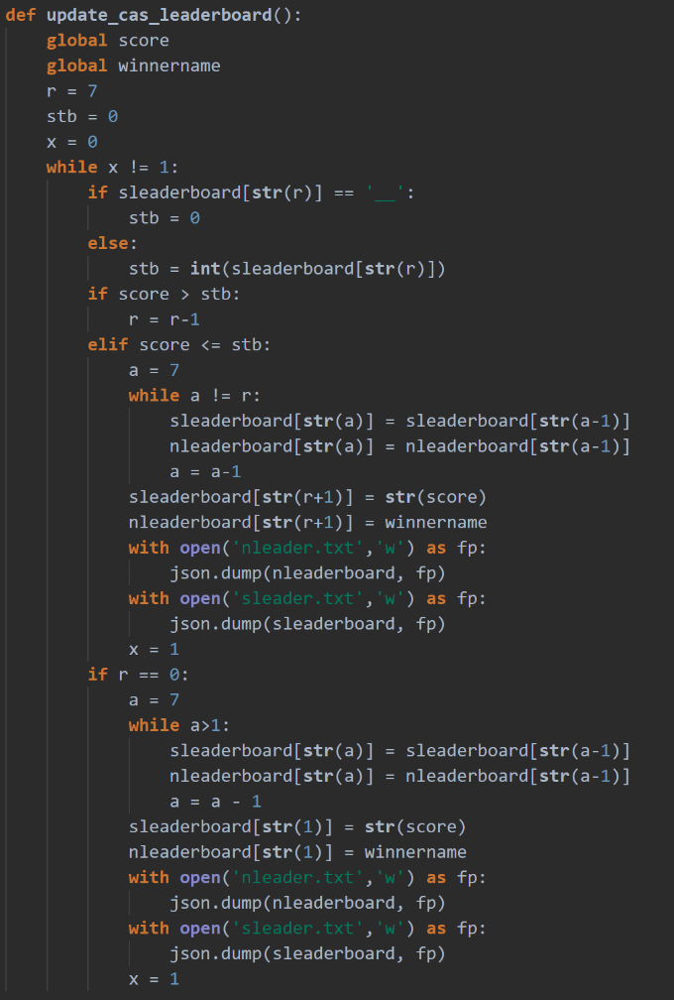 def update_cas_leaderboard():
    global score
    global winnername
    r = 7
    stb = 0
    x = 0
    while x != 1:
        if sleaderboard[str(r)] == '__':
            stb = 0
        else:
            stb = int(sleaderboard[str(r)])
        if score > stb:
            r = r-1
        elif score <= stb:
            a = 7
            while a != r:
                sleaderboard[str(a)] = sleaderboard[str(a-1)]
                nleaderboard[str(a)] = nleaderboard[str(a-1)]
                a = a-1
            sleaderboard[str(r+1)] = str(score)
            nleaderboard[str(r+1)] = winnername
            with open('nleader.txt','w') as fp:
                json.dump(nleaderboard, fp)
            with open('sleader.txt','w') as fp:
                json.dump(sleaderboard, fp)
            x = 1
        if r == 0:
            a = 7
            while a>1:
                sleaderboard[str(a)] = sleaderboard[str(a-1)]
                nleaderboard[str(a)] = nleaderboard[str(a-1)]
                a = a - 1
            sleaderboard[str(1)] = str(score)
            nleaderboard[str(1)] = winnername
            with open('nleader.txt','w') as fp:
                json.dump(nleaderboard, fp)
            with open('sleader.txt','w') as fp:
                json.dump(sleaderboard, fp)
            x = 1